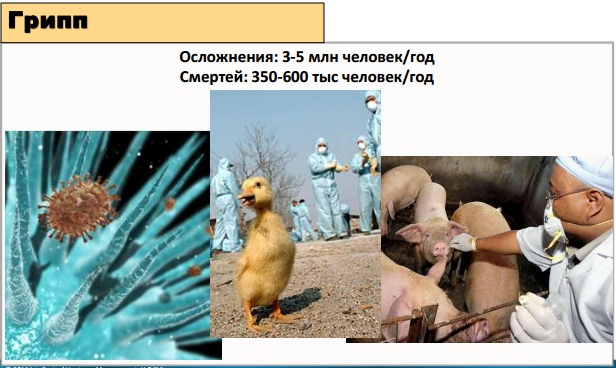 Грипп
Осложнения: 3-5 млн человек/год
Смертей: 350-600 тыс человек/год